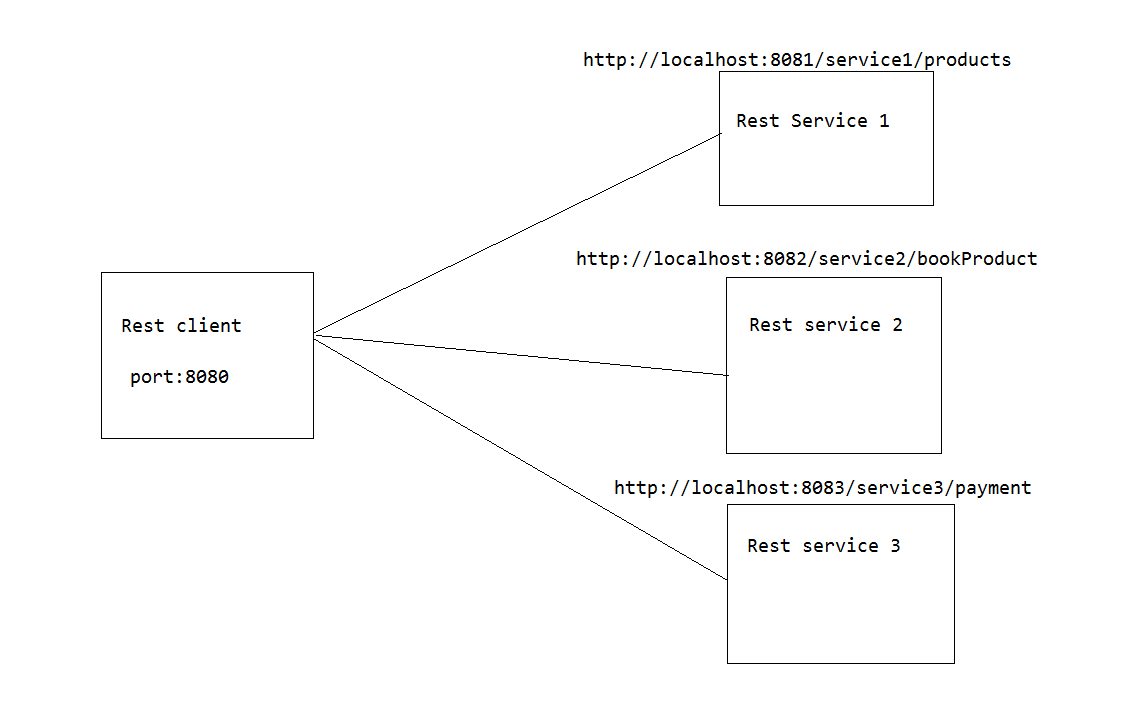 http://localhost:8081/service1/products
Rest Service 1
http://localhost:8082/service2/bookProduct
Rest client
Rest service 2
port:8080
http://localhost:8083/service3/payment
Rest service 3